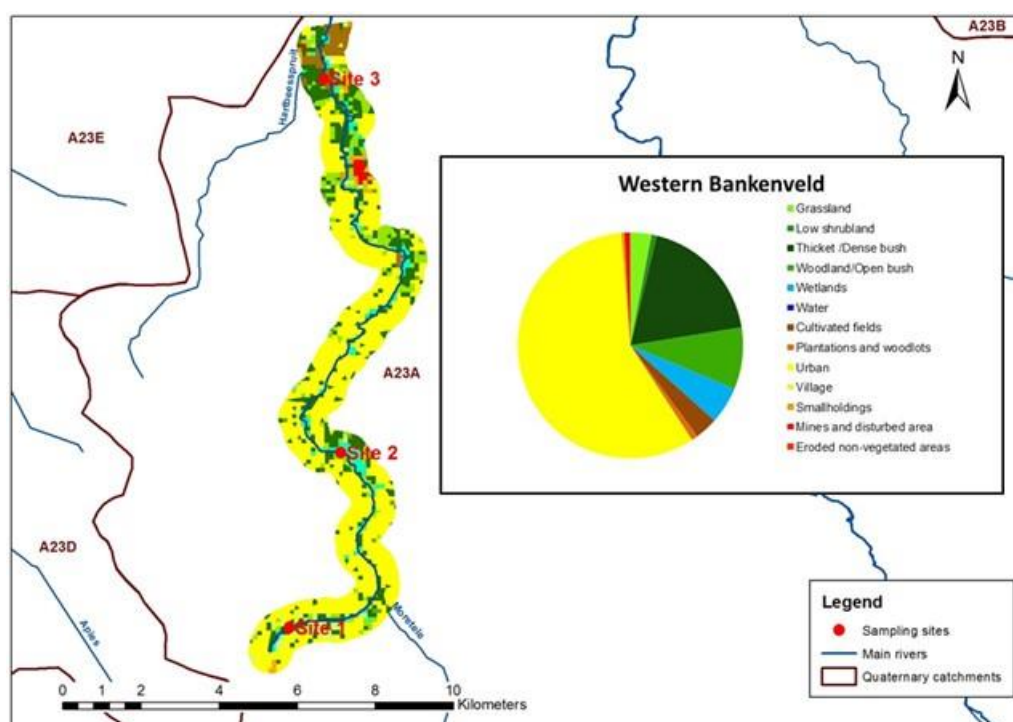 A23B
N
Hartbeesspruit
Site 3
A23E
Western Bankenveld
Grassland
Low shrubland
Thicket /Dense bush
Woodland/Open bush
Wetlands
Water
Cultivated fields
Plantations and woodlots
Urban
Village
Smallholdings
Mines and disturbed area
Eroded non-vegetated areas
A23A
Site 2
A23D
Apies
Moretele
Site 1
Legend
Sampling sites
Main rivers
Quaternary catchments
0 1 2 4 6 8 10
Kilometers